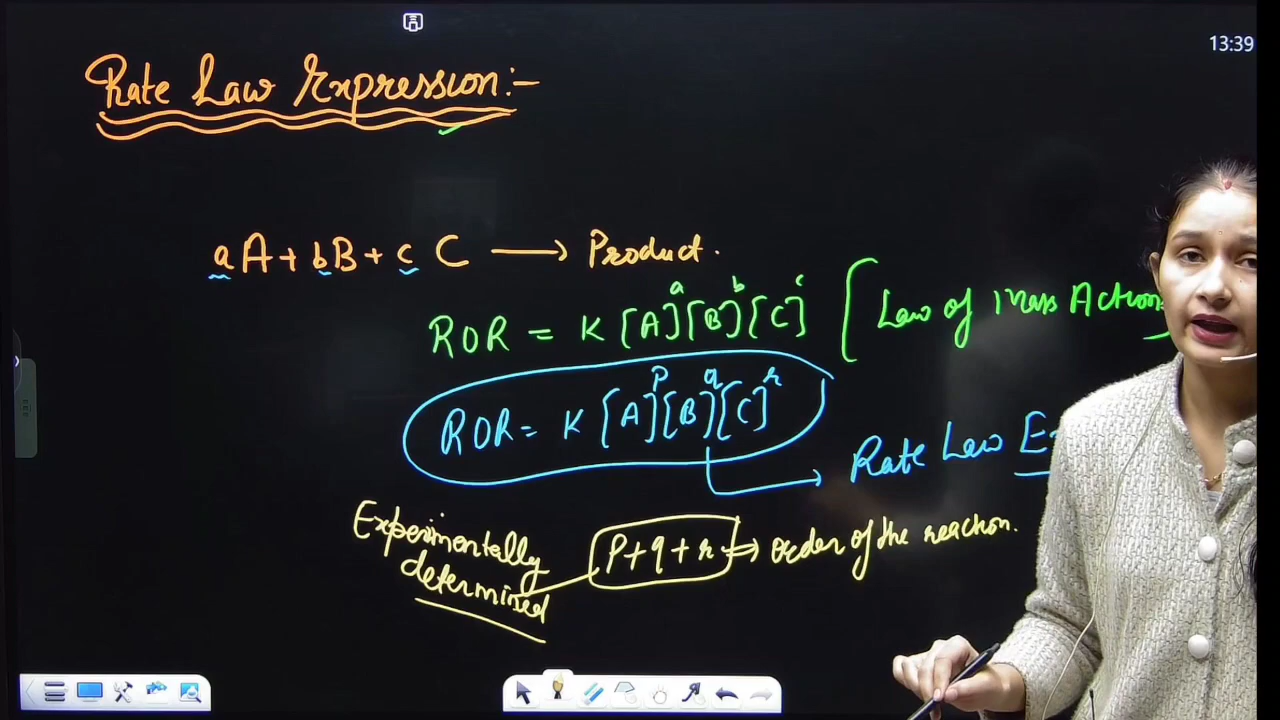 13:39
Rate Law Expression:-
aA + bB + cC ⟶ Product.
ROR = K [A]^a [B]^b [C]^c [Law of Mass Action
ROR = K [A]^p [B]^q [C]^r
Rate Law
Experimentally determined
p+q+r ⇒ order of the reaction.